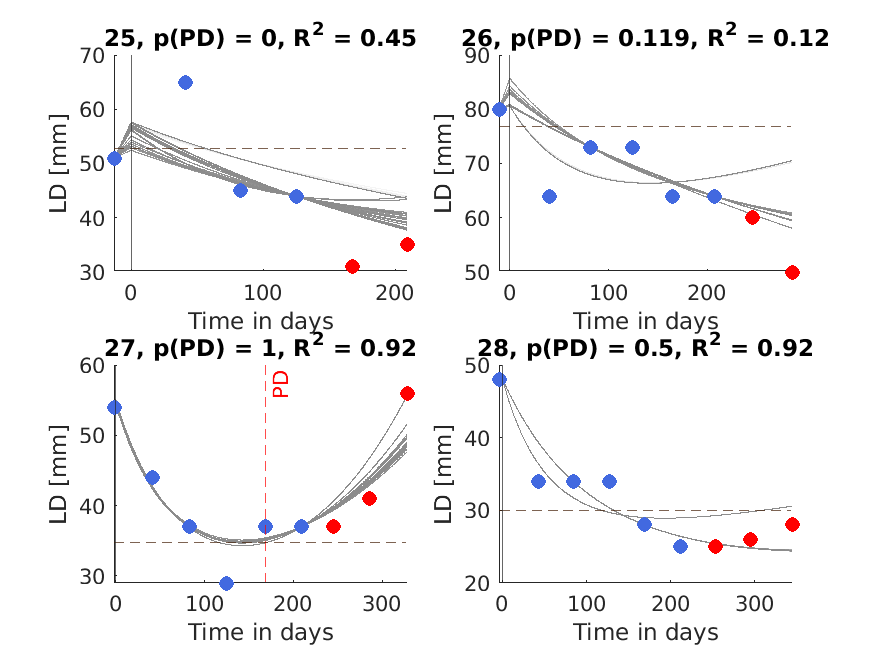 25, p(PD) = 0, R² = 0.45
70
60
50
40
30
LD [mm]
0
100
200
Time in days
26, p(PD) = 0.119, R² = 0.12
90
80
70
60
50
LD [mm]
0
100
200
Time in days
27, p(PD) = 1, R² = 0.92
60
50
40
30
LD [mm]
PD
0
100
200
300
Time in days
28, p(PD) = 0.5, R² = 0.92
50
40
30
20
LD [mm]
0
100
200
300
Time in days